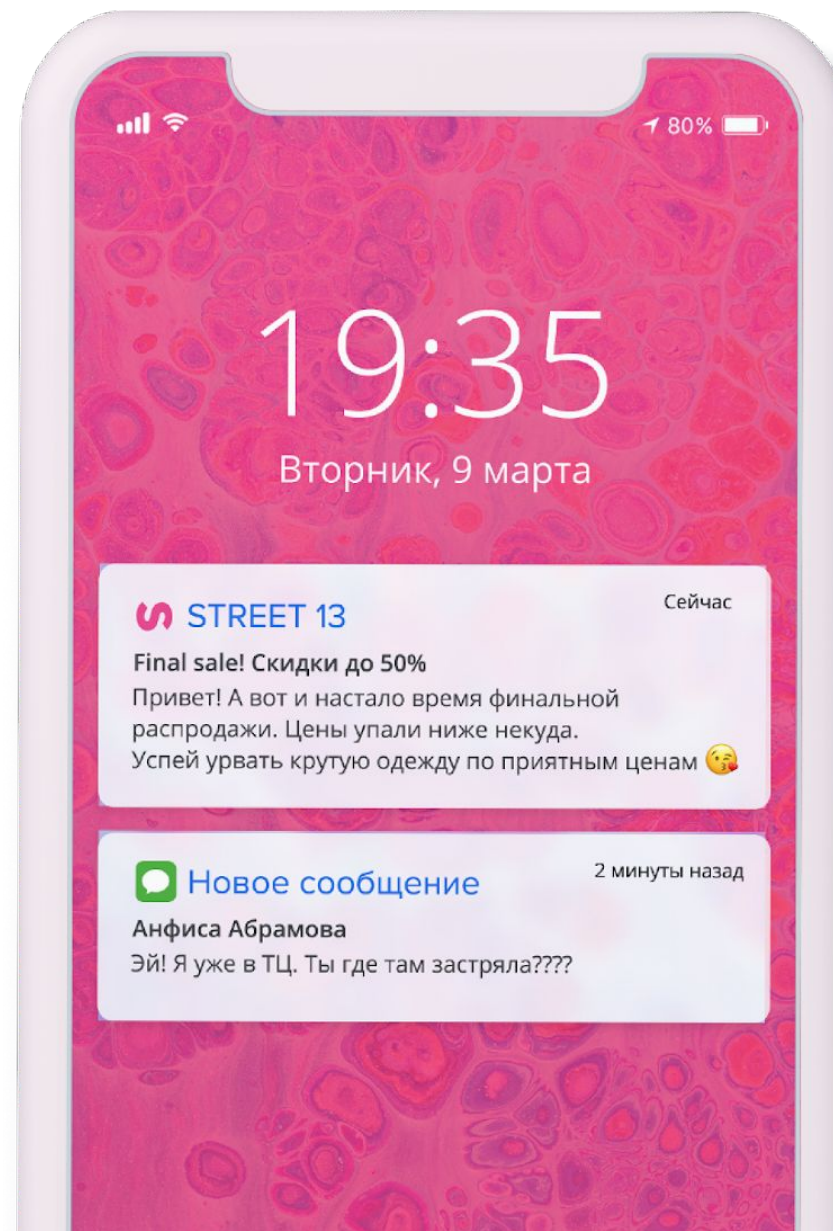 80%
19:35
Вторник, 9 марта
STREET 13
Сейчас
Final sale! Скидки до 50%
Привет! А вот и настало время финальной
распродажи. Цены упали ниже некуда.
Успей урвать крутую одежду по приятным ценам 😘
Новое сообщение
2 минуты назад
Анфиса Абрамова
Эй! Я уже в ТЦ. Ты где там застряла????